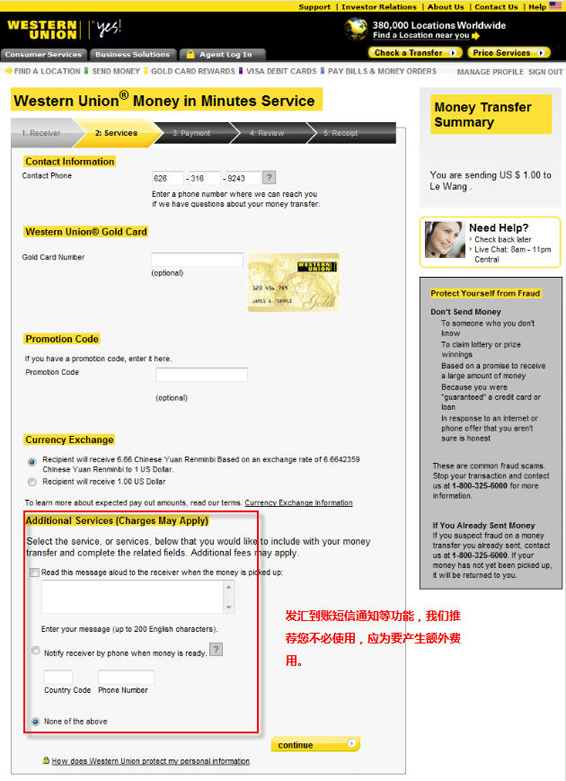 Support | Investor Relations | About Us | Contact Us | Help
WESTERN UNION | yes!
380,000 Locations Worldwide
Find a Location near you
Consumer Services
Business Solutions
Agent Log In
Check a Transfer
Price Services
FIND A LOCATION
SEND MONEY
GOLD CARD REWARDS
VISA DEBIT CARDS
PAY BILLS & MONEY ORDERS
MANAGE PROFILE
SIGN OUT
Western Union® Money in Minutes Service
1: Receiver
2: Services
3: Payment
4: Review
5: Receipt
Contact Information
Contact Phone
626 - 316 - 9243 ?
Enter a phone number where we can reach you
if we have questions about your money transfer.
Western Union® Gold Card
Gold Card Number
(optional)
WESTERN UNION
123 456 789
JAMES A. SAMPLE
Gold
Promotion Code
If you have a promotion code, enter it here.
Promotion Code
(optional)
Currency Exchange
Recipient will receive 6.66 Chinese Yuan Renminbi Based on an exchange rate of 6.6642359
Chinese Yuan Renminbi to 1 US Dollar.
Recipient will receive 1.00 US Dollar
To learn more about expected pay out amounts, read our terms. Currency Exchange Information
Additional Services (Charges May Apply)
Select the service, or services, below that you would like to include with your money
transfer and complete the related fields. Additional fees may apply.
Read this message aloud to the receiver when the money is picked up:
Enter your message (up to 200 English characters).
Notify receiver by phone when money is ready. ?
Country Code
Phone Number
None of the above
continue
How does Western Union protect my personal information
发汇到账短信通知等功能，我们推
荐您不必使用，应为要产生额外费
用。
Money Transfer
Summary
You are sending US $ 1.00 to
Le Wang .
Need Help?
Check back later
Live Chat: 8am - 11pm
Central
Protect Yourself from Fraud
Don't Send Money
To someone who you don't
know
To claim lottery or prize
winnings
Based on a promise to receive
a large amount of money
Because you were
"guaranteed" a credit card or
loan
In response to an Internet or
phone offer that you aren't
sure is honest
These are common fraud scams.
Stop your transaction and contact
us at 1-800-325-6000 for more
information.
If You Already Sent Money
If you suspect fraud on a money
transfer you already sent, contact
us at 1-800-325-6000. If your
money has not yet been picked up,
it will be returned to you.